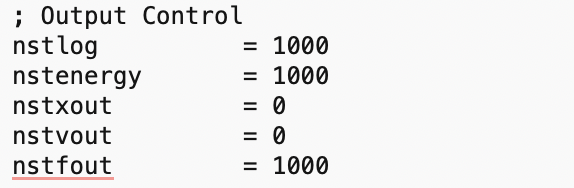 ; Output Control
nstlog = 1000
nstenergy = 1000
nstxout = 0
nstvout = 0
nstfout = 1000